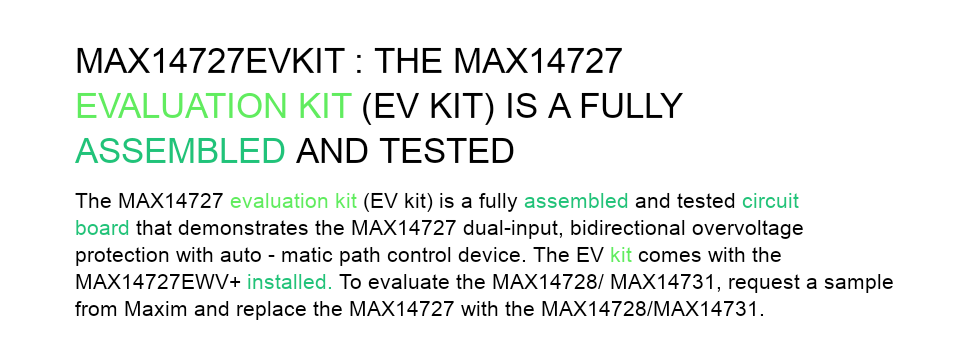 MAX14727EVKIT : THE MAX14727
EVALUATION KIT (EV KIT) IS A FULLY
ASSEMBLED AND TESTED
The MAX14727 evaluation kit (EV kit) is a fully assembled and tested circuit
board that demonstrates the MAX14727 dual-input, bidirectional overvoltage
protection with auto - matic path control device. The EV kit comes with the
MAX14727EWV+ installed. To evaluate the MAX14728/ MAX14731, request a sample
from Maxim and replace the MAX14727 with the MAX14728/MAX14731.